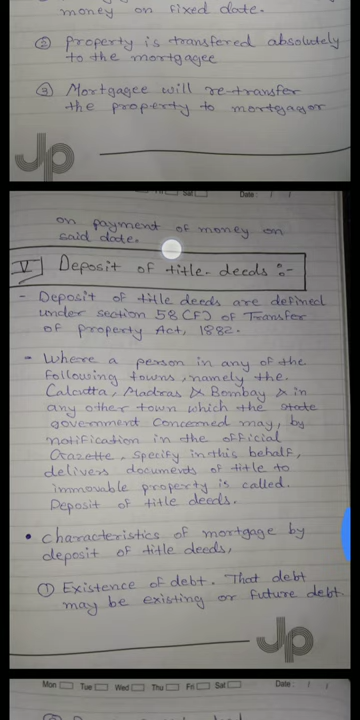 money on fixed date.
② Property is transfered absolutely
to the mortgagee
③ Mortgagee will re-transfer
the property to mortgagor
Jp
Date: / /
on payment of money on
said date.
V Deposit of title-deeds :-
- Deposit of title deeds are defined
under section 58(F) of Transfer
of property Act, 1882.
- Where a person in any of the
following towns, namely the
Calcutta, Madras & Bombay & in
any other town which the state
government concerned may, by
notification in the official
Gazette, specify in this behalf,
delivers documents of title to
immovable property is called.
Deposit of title deeds.
• Characteristics of mortgage by
deposit of title deeds,
① Existence of debt. That debt
may be existing or future debt.
Jp
Mon Tue Wed Thu Fri Sat Date: / /